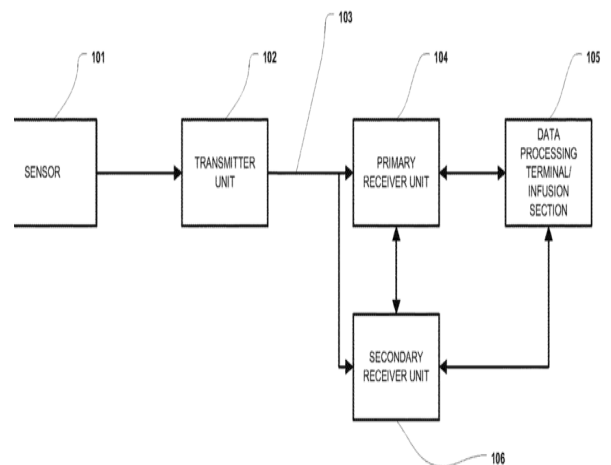 103
101
102
104
105
SENSOR
TRANSMITTER
UNIT
PRIMARY
RECEIVER UNIT
DATA
PROCESSING
TERMINAL/
INFUSION
SECTION
SECONDARY
RECEIVER UNIT
106